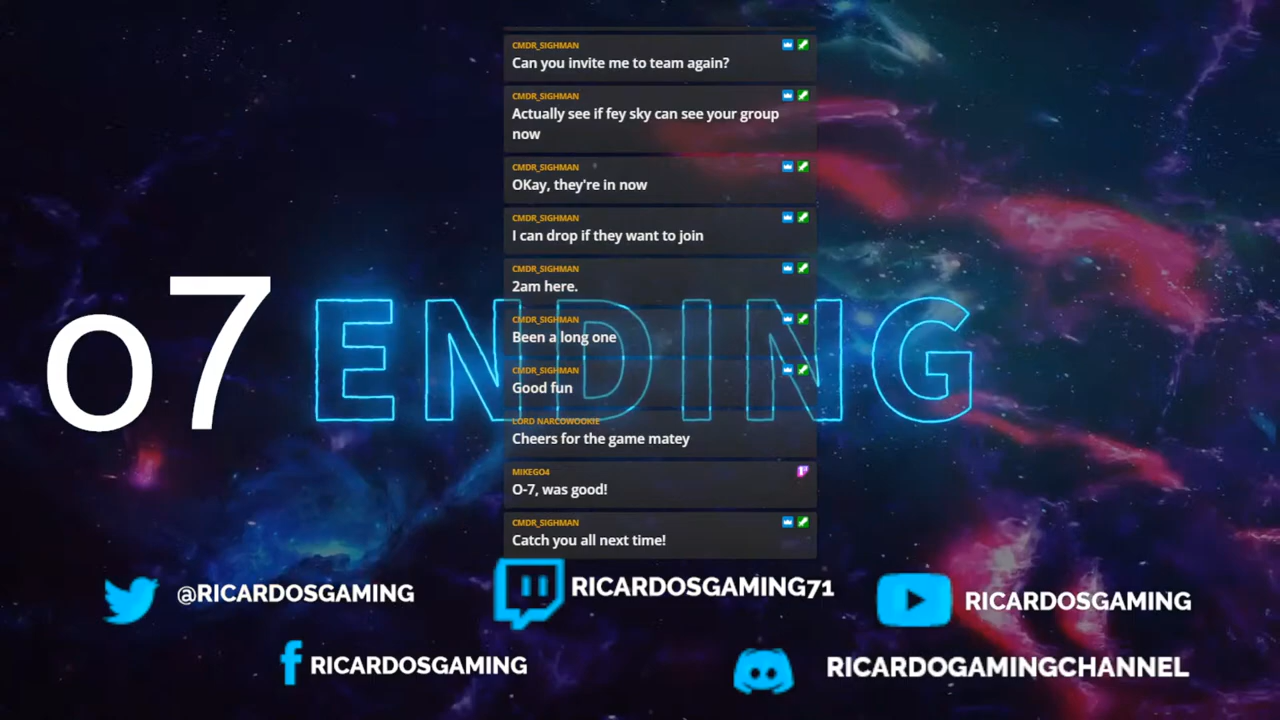 CMDR_SIGHMAN
Can you invite me to team again?
CMDR_SIGHMAN
Actually see if fey sky can see your group
now
CMDR_SIGHMAN
OKay, they're in now
CMDR_SIGHMAN
I can drop if they want to join
CMDR_SIGHMAN
2am here.
CMDR_SIGHMAN
Been a long one
CMDR_SIGHMAN
Good fun
LORD NARCOWOOKIE
Cheers for the game matey
MIKEGO4
O-7, was good!
CMDR_SIGHMAN
Catch you all next time!
o7 ENDING
@RICARDOSGAMING
RICARDOSGAMING71
RICARDOSGAMING
RICARDOSGAMING
RICARDOGAMINGCHANNEL